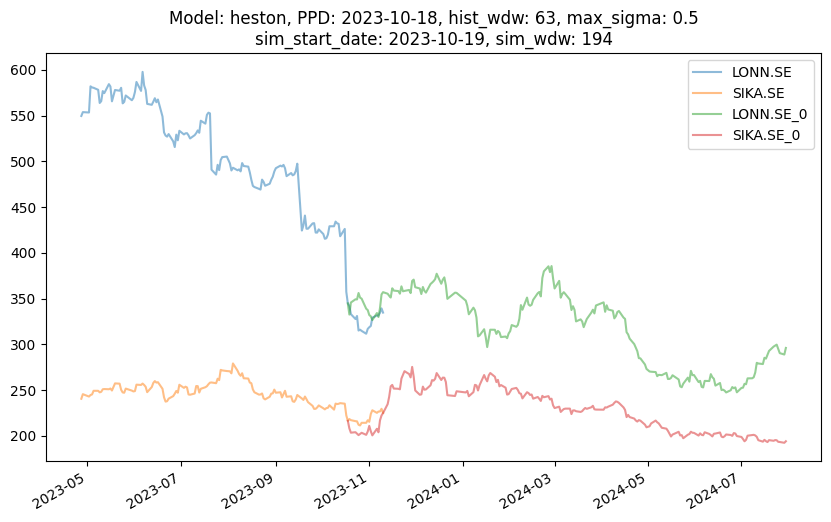 Model: heston, PPD: 2023-10-18, hist_wdw: 63, max_sigma: 0.5
sim_start_date: 2023-10-19, sim_wdw: 194
LONN.SE
SIKA.SE
LONN.SE_0
SIKA.SE_0
600
550
500
450
400
350
300
250
200
2023-05
2023-07
2023-09
2023-11
2024-01
2024-03
2024-05
2024-07